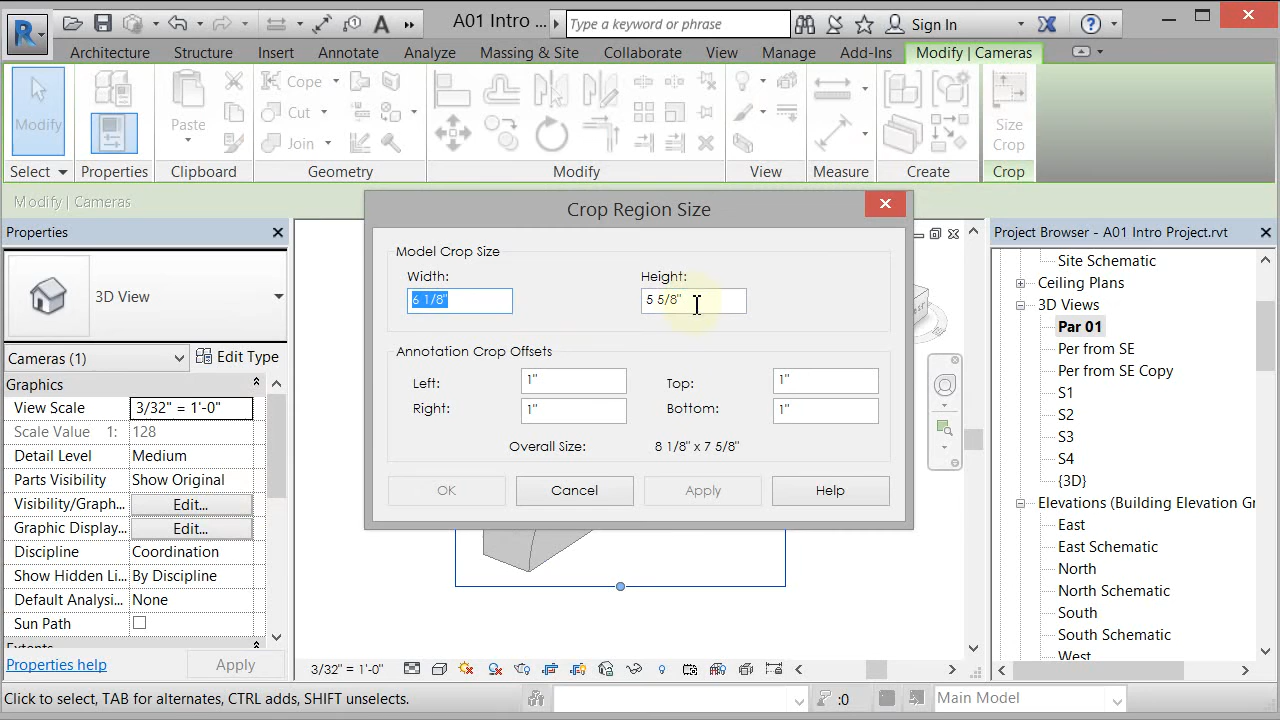 R
A
»
A01 Intro ...
Type a keyword or phrase
Sign In
?
Architecture
Structure
Insert
Annotate
Analyze
Massing & Site
Collaborate
View
Manage
Add-Ins
Modify | Cameras
Modify
Paste
Cope
Cut
Join
Size
Crop
Select
Properties
Clipboard
Geometry
Modify
View
Measure
Create
Crop
Modify | Cameras
Properties
3D View
Cameras (1)
Edit Type
Graphics
View Scale
3/32" = 1'-0"
Scale Value 1:
128
Detail Level
Medium
Parts Visibility
Show Original
Visibility/Graph...
Edit...
Graphic Display...
Edit...
Discipline
Coordination
Show Hidden Li...
By Discipline
Default Analysi...
None
Sun Path
Properties help
Apply
Crop Region Size
Model Crop Size
Width:
Height:
6 1/8"
5 5/8"
Annotation Crop Offsets
Left:
1"
Top:
1"
Right:
1"
Bottom:
1"
Overall Size:
8 1/8" x 7 5/8"
OK
Cancel
Apply
Help
3/32" = 1'-0"
Project Browser - A01 Intro Project.rvt
Site Schematic
Ceiling Plans
3D Views
Par 01
Per from SE
Per from SE Copy
S1
S2
S3
S4
{3D}
Elevations (Building Elevation Gr
East
East Schematic
North
North Schematic
South
South Schematic
West
Click to select, TAB for alternates, CTRL adds, SHIFT unselects.
:0
Main Model